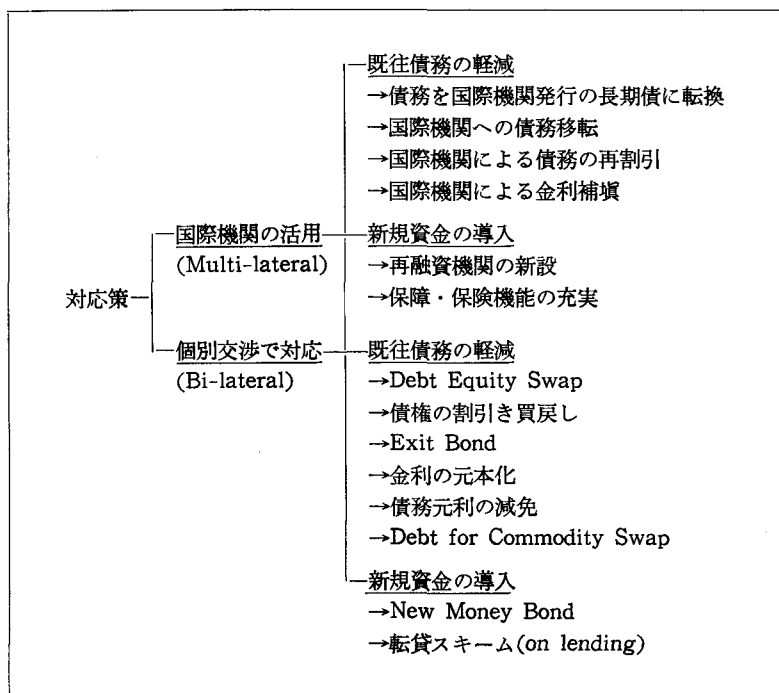 既往債務の軽減
→債務を国際機関発行の長期債に転換
→国際機関への債務移転
→国際機関による債務の再割引
→国際機関による金利補塡
国際機関の活用
新規資金の導入
(Multi-lateral)
→再融資機関の新設
対応策
→保障・保険機能の充実
個別交渉で対応
既往債務の軽減
(Bi-lateral)
→Debt Equity Swap
→債権の割引き買戻し
→Exit Bond
→金利の元本化
→債務元利の減免
→Debt for Commodity Swap
新規資金の導入
→New Money Bond
→転貸スキーム(on lending)